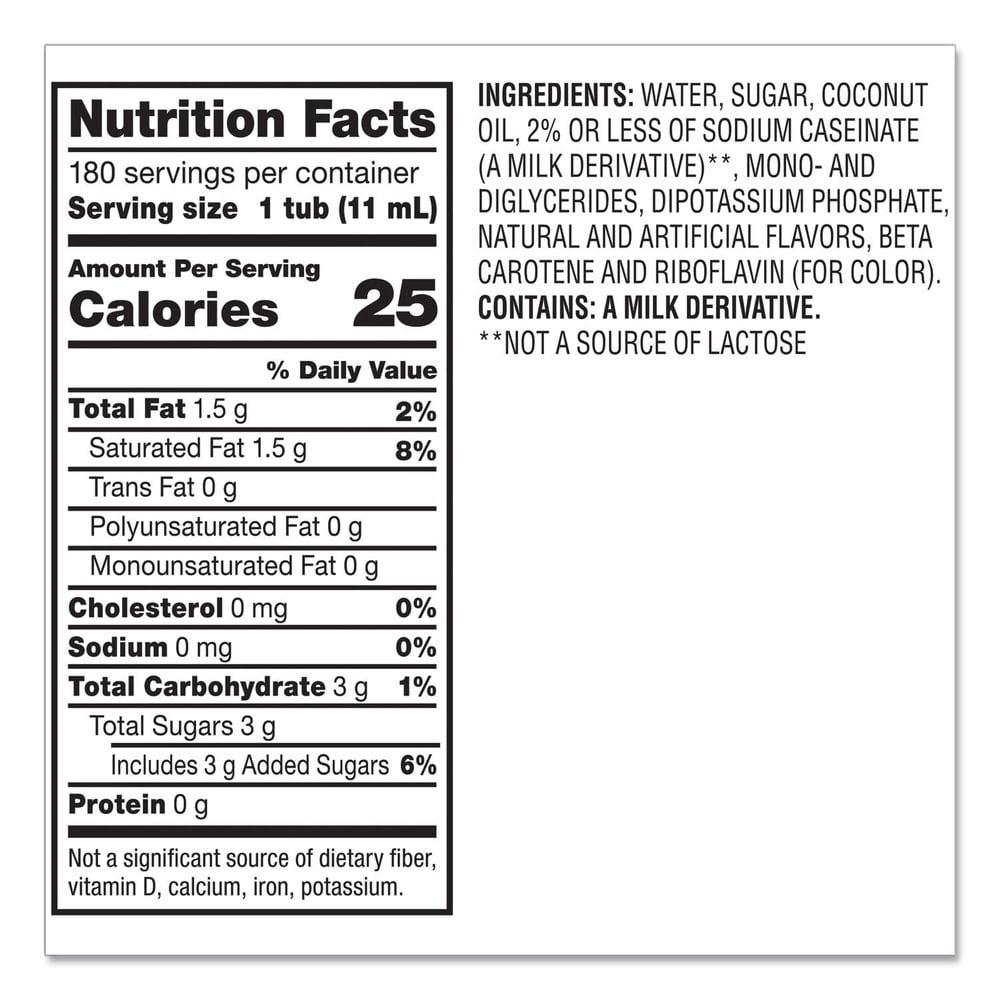 Nutrition Facts
180 servings per container
Serving size 1 tub (11 mL)
Amount Per Serving
Calories 25
% Daily Value
Total Fat 1.5 g 2%
Saturated Fat 1.5 g 8%
Trans Fat 0 g
Polyunsaturated Fat 0 g
Monounsaturated Fat 0 g
Cholesterol 0 mg 0%
Sodium 0 mg 0%
Total Carbohydrate 3 g 1%
Total Sugars 3 g
Includes 3 g Added Sugars 6%
Protein 0 g
Not a significant source of dietary fiber,
vitamin D, calcium, iron, potassium.
INGREDIENTS: WATER, SUGAR, COCONUT
OIL, 2% OR LESS OF SODIUM CASEINATE
(A MILK DERIVATIVE)**, MONO- AND
DIGLYCERIDES, DIPOTASSIUM PHOSPHATE,
NATURAL AND ARTIFICIAL FLAVORS, BETA
CAROTENE AND RIBOFLAVIN (FOR COLOR).
CONTAINS: A MILK DERIVATIVE.
**NOT A SOURCE OF LACTOSE